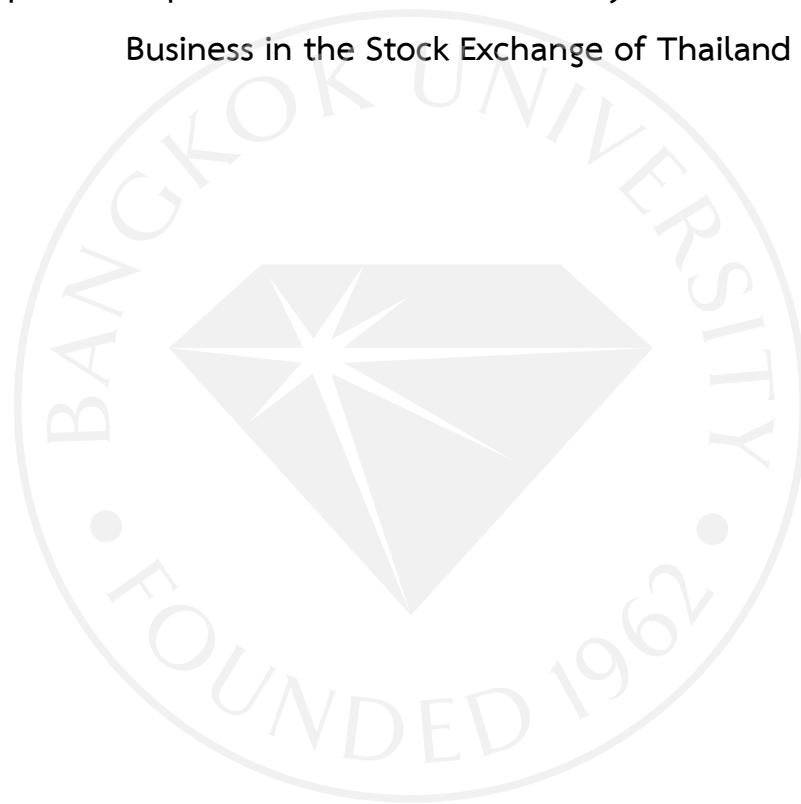 Business in the Stock Exchange of Thailand
BANGKOK UNIVERSITY
• FOUNDED 1962 •